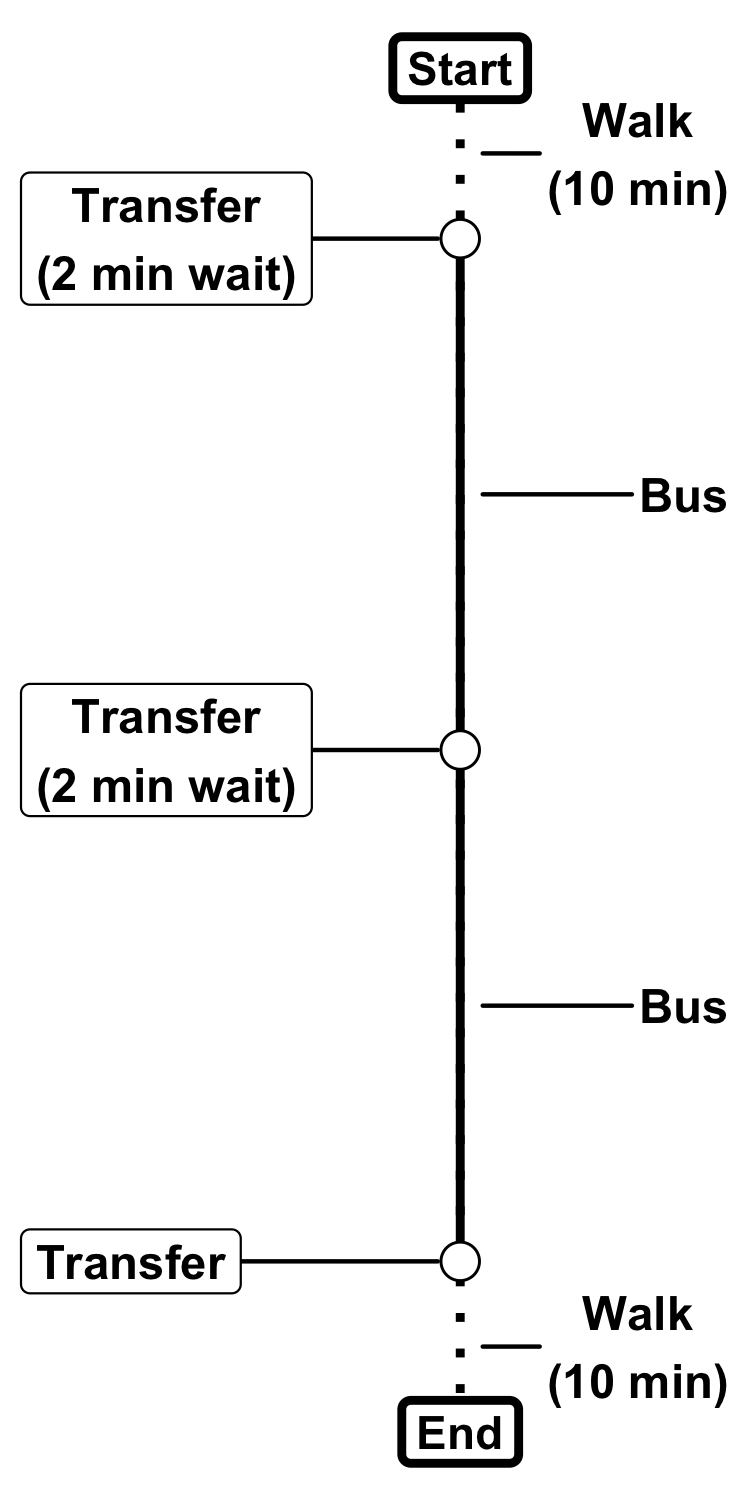 Start
Walk
(10 min)
Transfer
(2 min wait)
Bus
Transfer
(2 min wait)
Bus
Transfer
Walk
(10 min)
End